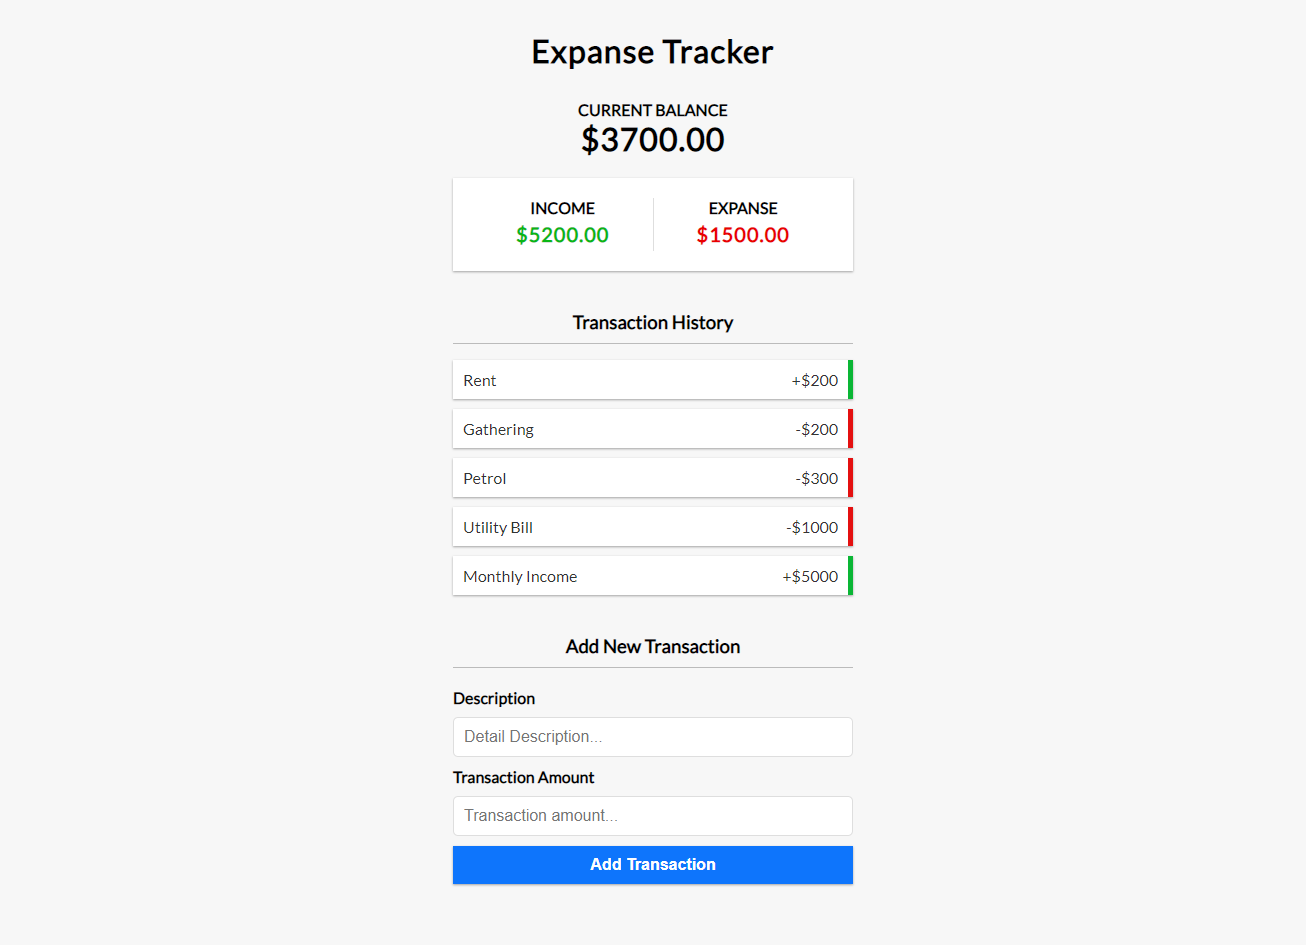 Expanse Tracker
CURRENT BALANCE
$3700.00
INCOME EXPANSE
$5200.00 $1500.00
Transaction History
Rent +$200
Gathering -$200
Petrol -$300
Utility Bill -$1000
Monthly Income +$5000
Add New Transaction
Description
Detail Description...
Transaction Amount
Transaction amount...
Add Transaction